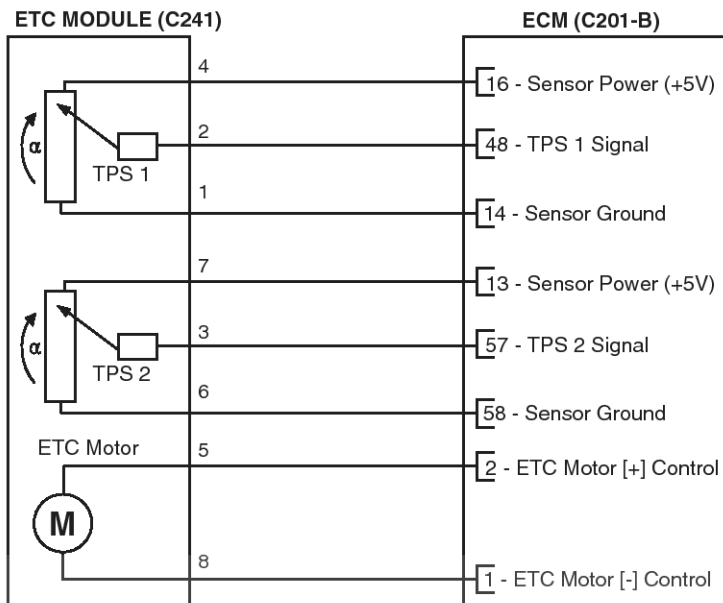 ETC MODULE (C241)
ECM (C201-B)
4
16 - Sensor Power (+5V)
α
TPS 1
2
48 - TPS 1 Signal
1
14 - Sensor Ground
7
13 - Sensor Power (+5V)
α
TPS 2
3
57 - TPS 2 Signal
6
58 - Sensor Ground
ETC Motor
5
2 - ETC Motor [+] Control
M
8
1 - ETC Motor [-] Control